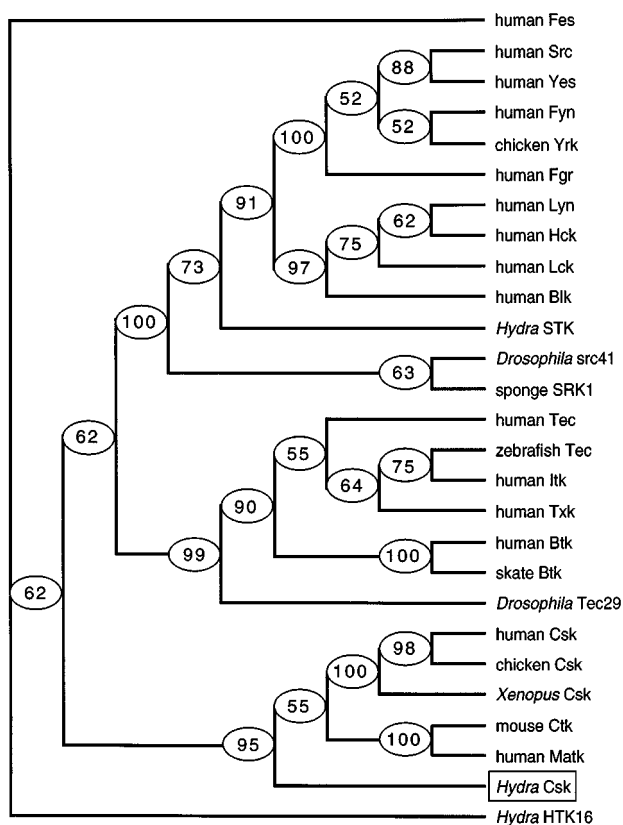 human Fes
human Src
88
human Yes
52
human Fyn
52
chicken Yrk
100
human Fgr
91
human Lyn
62
human Hck
75
97
human Lck
73
human Blk
100
Hydra STK
Drosophila src41
63
sponge SRK1
62
human Tec
55
zebrafish Tec
75
human Itk
64
90
human Txk
human Btk
99
100
skate Btk
62
Drosophila Tec29
human Csk
98
chicken Csk
100
Xenopus Csk
55
mouse Ctk
95
100
human Matk
Hydra Csk
Hydra HTK16